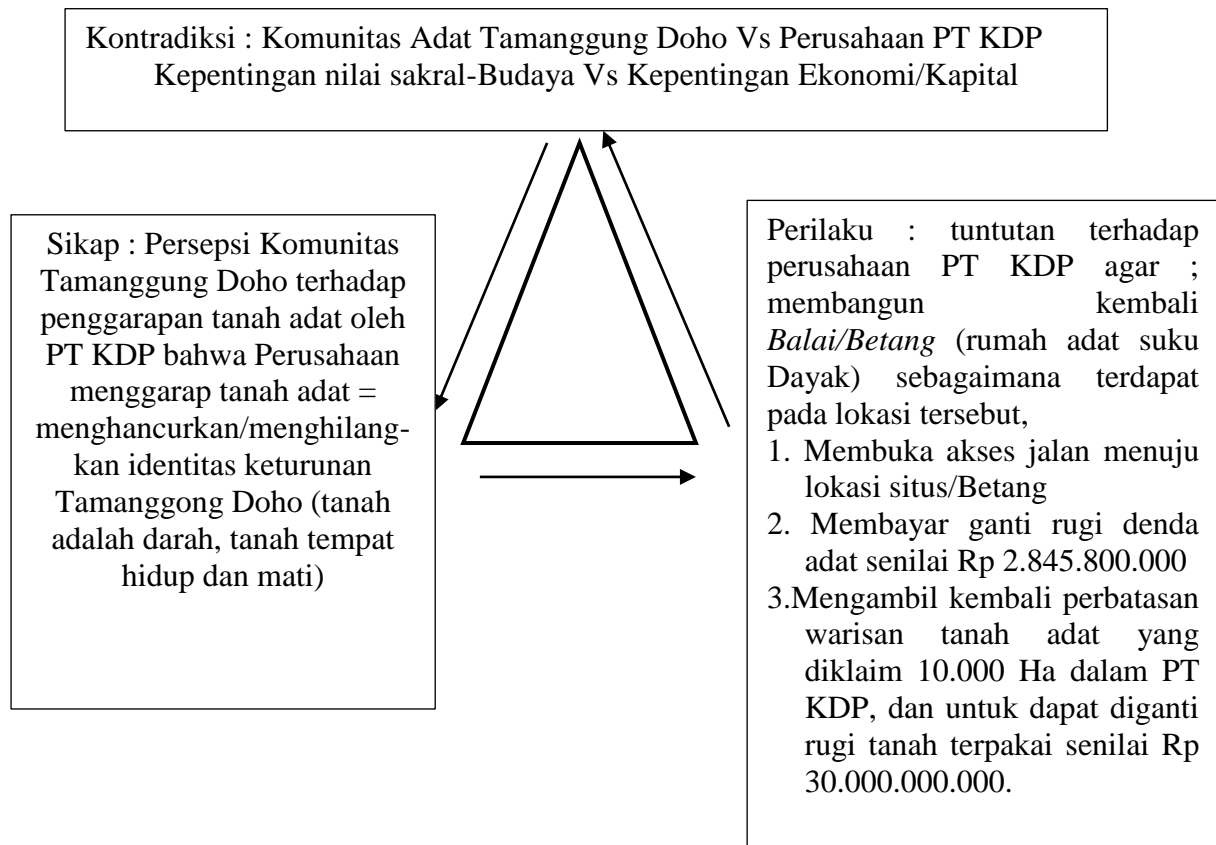 Kontradiksi : Komunitas Adat Tamanggung Doho Vs Perusahaan PT KDP
Kepentingan nilai sakral-Budaya Vs Kepentingan Ekonomi/Kapital
Sikap : Persepsi Komunitas
Tamanggung Doho terhadap
penggarapan tanah adat oleh
PT KDP bahwa Perusahaan
menggarap tanah adat =
menghancurkan/menghilang-
kan identitas keturunan
Tamanggong Doho (tanah
adalah darah, tanah tempat
hidup dan mati)
Perilaku : tuntutan terhadap
perusahaan PT KDP agar ;
membangun kembali
Balai/Betang (rumah adat suku
Dayak) sebagaimana terdapat
pada lokasi tersebut,
1. Membuka akses jalan menuju
lokasi situs/Betang
2. Membayar ganti rugi denda
adat senilai Rp 2.845.800.000
3.Mengambil kembali perbatasan
warisan tanah adat yang
diklaim 10.000 Ha dalam PT
KDP, dan untuk dapat diganti
rugi tanah terpakai senilai Rp
30.000.000.000.